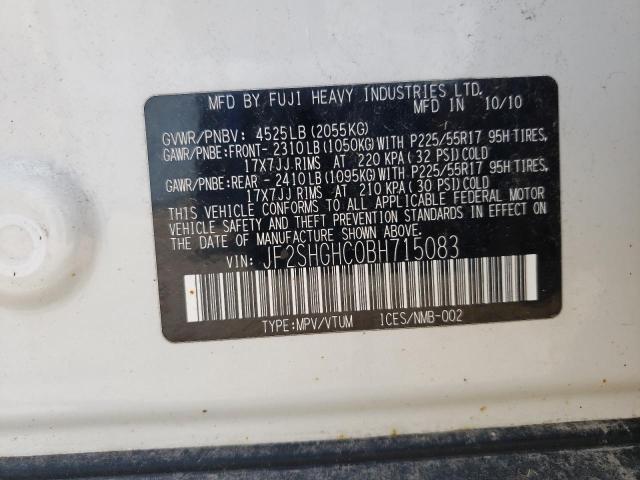 MFD BY FUJI HEAVY INDUSTRIES LTD.
MFD IN 10/10
GVWR/PNBV: 4525LB(2055KG)
GAWR/PNBE:FRONT- 2310LB(1050KG)WITH P225/55R17 95H TIRES,
17X7JJ RIMS AT 220 KPA(32 PSI)COLD
GAWR/PNBE:REAR - 2410LB(1095KG)WITH P225/55R17 95H TIRES,
17X7JJ RIMS AT 210 KPA(30 PSI)COLD
THIS VEHICLE CONFORMS TO ALL APPLICABLE FEDERAL MOTOR
VEHICLE SAFETY AND THEFT PREVENTION STANDARDS IN EFFECT
ON THE DATE OF MANUFACTURE SHOWN ABOVE.
VIN: JF2SHGHC0BH715083
TYPE:MPV/VTUM 1CES/NMB-002